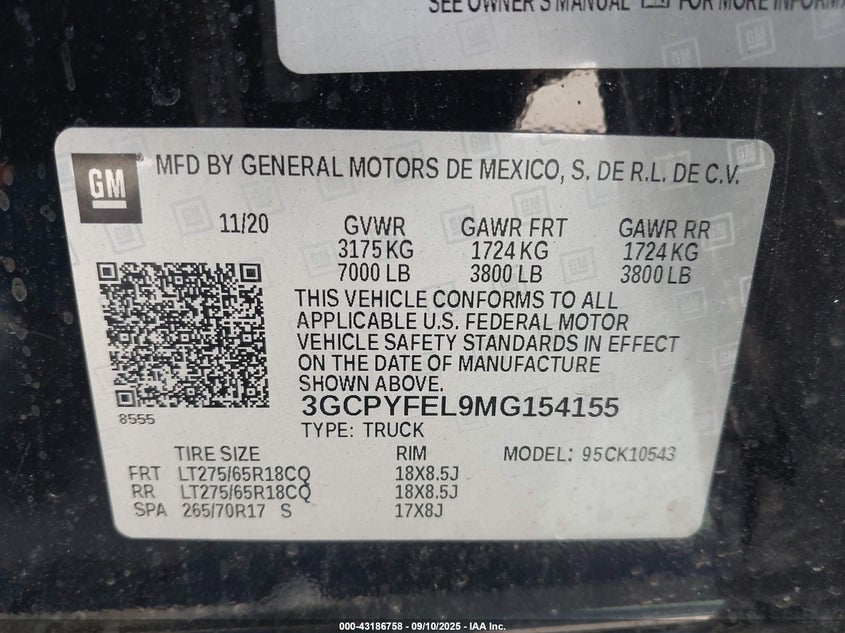 SEE OWNER'S MANUAL FOR MORE INFORMA
GM
MFD BY GENERAL MOTORS DE MEXICO, S. DE R.L. DE C.V.
11/20 GVWR GAWR FRT GAWR RR
3175 KG 1724 KG 1724 KG
7000 LB 3800 LB 3800 LB
THIS VEHICLE CONFORMS TO ALL
APPLICABLE U.S. FEDERAL MOTOR
VEHICLE SAFETY STANDARDS IN EFFECT
ON THE DATE OF MANUFACTURE
SHOWN ABOVE.
8555
3GCPYFEL9MG154155
TYPE: TRUCK
TIRE SIZE RIM MODEL: 95CK10543
FRT LT275/65R18CQ 18X8.5J
RR LT275/65R18CQ 18X8.5J
SPA 265/70R17 S 17X8J
000-43186758 - 09/10/2025 - IAA Inc.